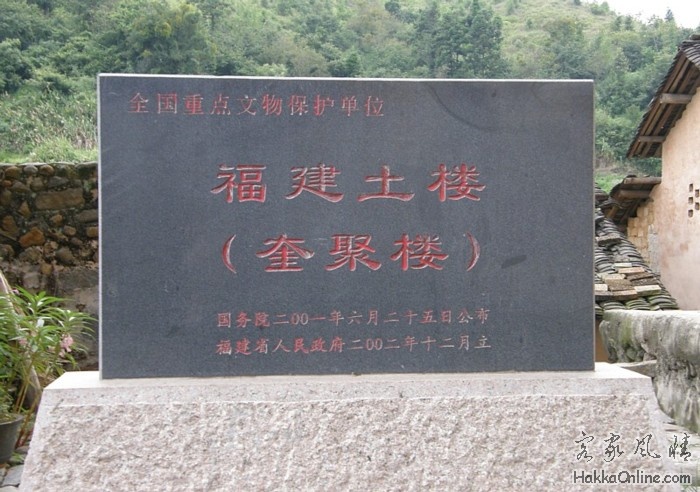 全国重点文物保护单位
福建土楼
（奎聚楼）
国务院二00一年六月二十五日公布
福建省人民政府二00二年十二月立
客家风情
HakkaOnline.com